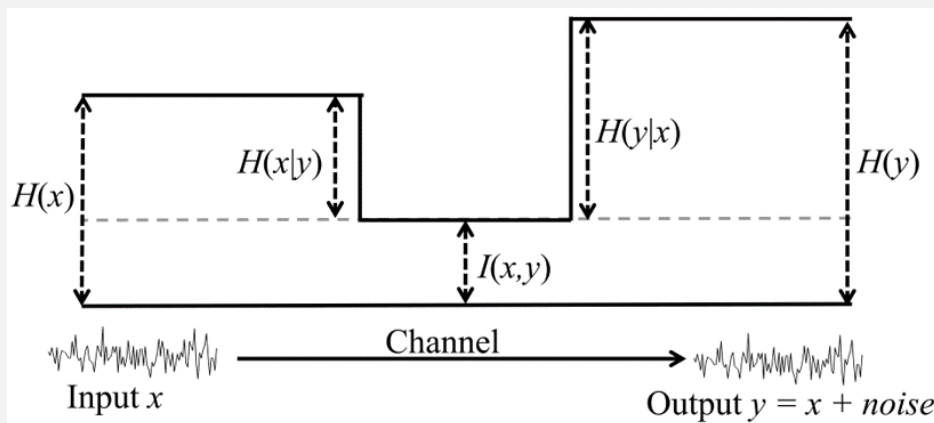 H(x)
H(x|y)
I(x,y)
H(y|x)
H(y)
Channel
Input x
Output y = x + noise